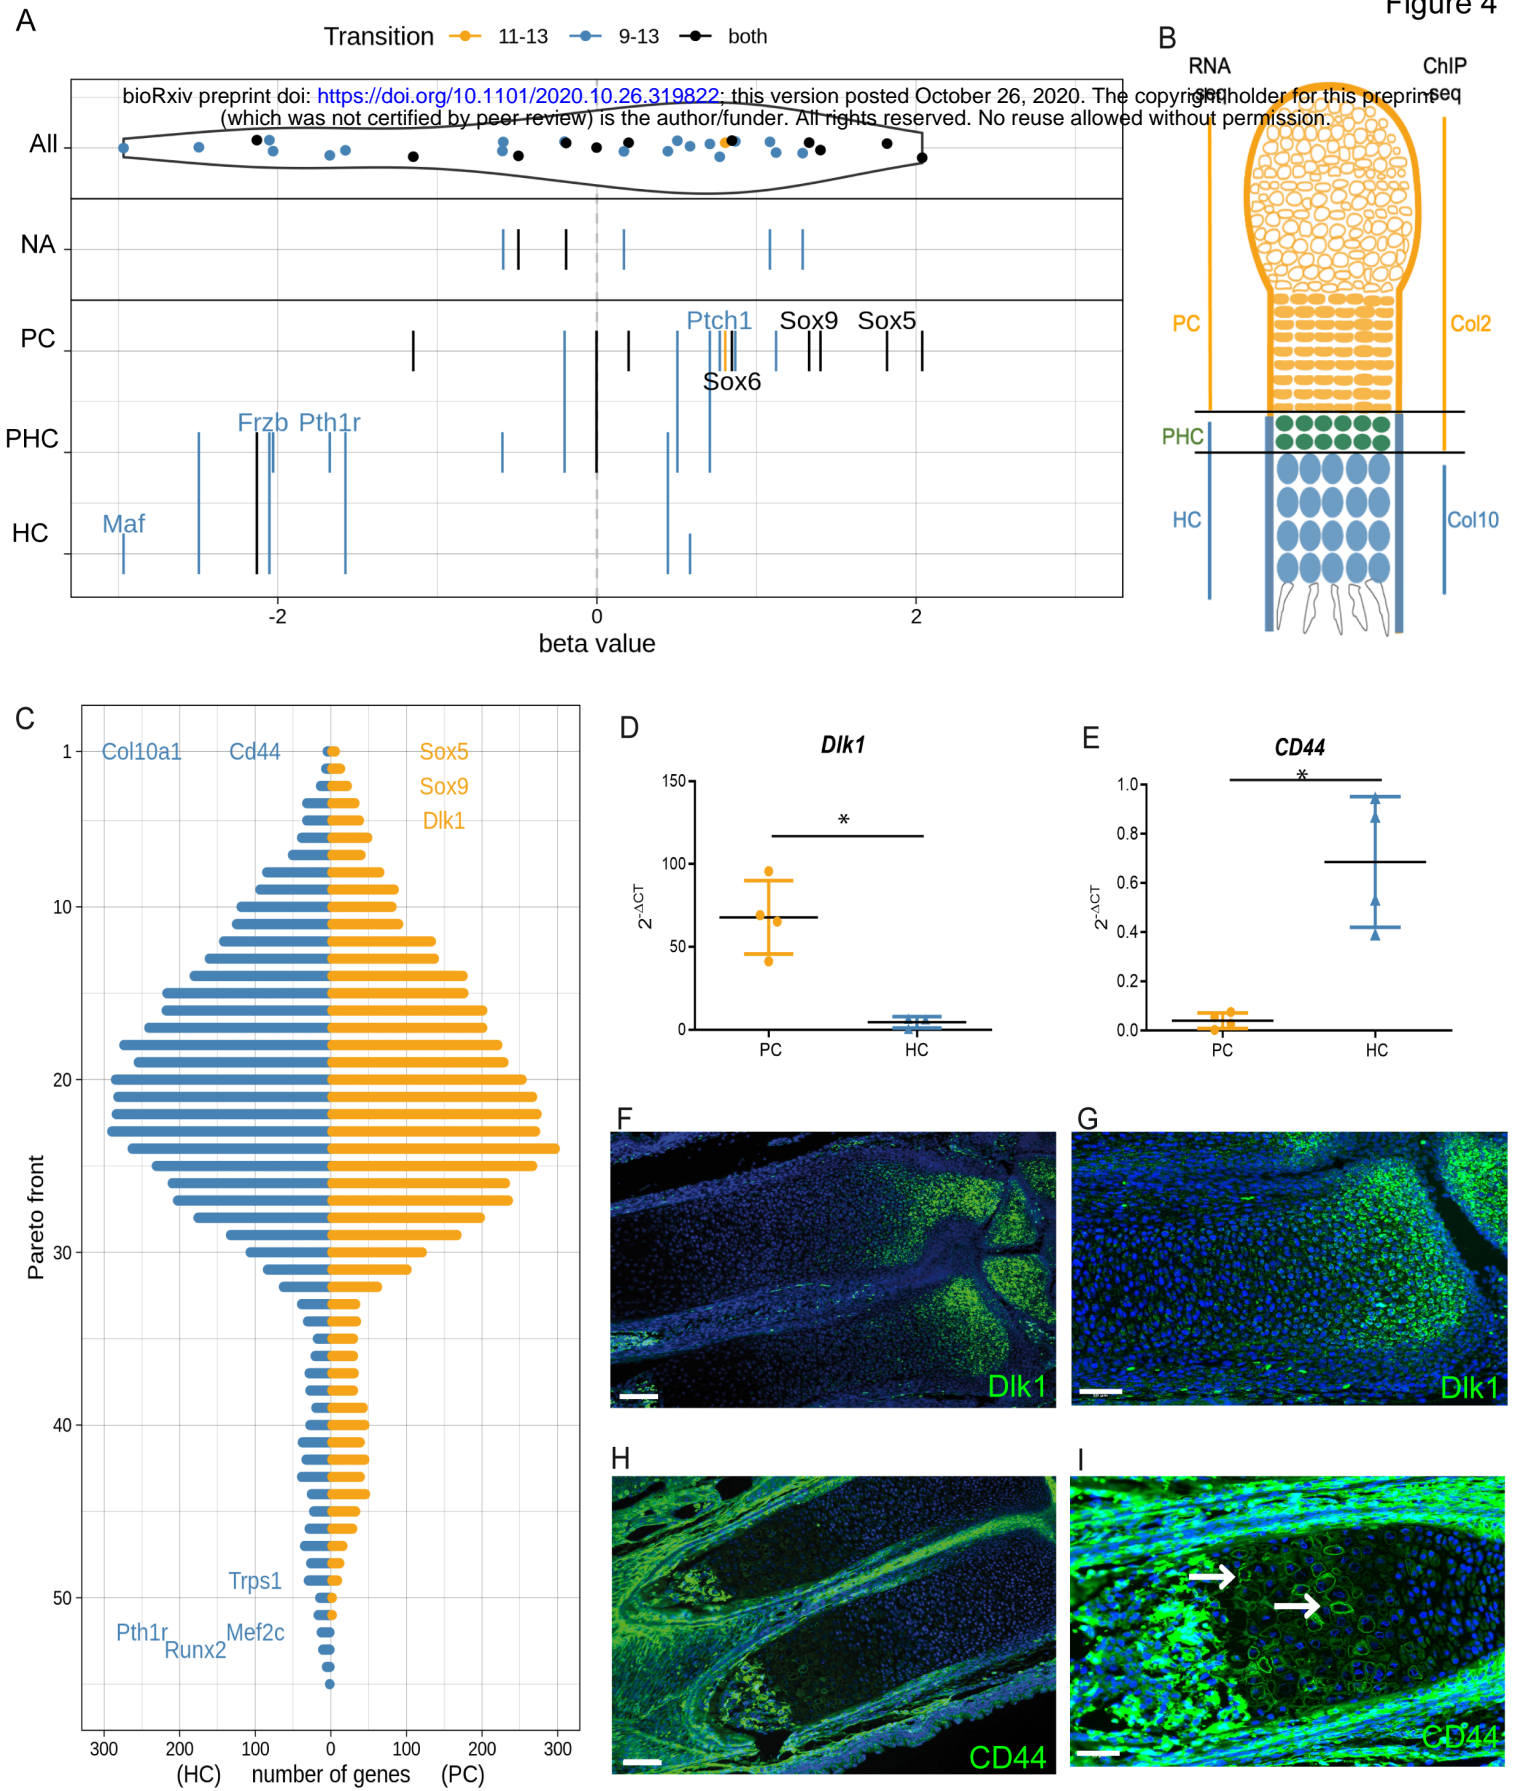 Figure 4
A
Transition 11-13 9-13 both
bioRxiv preprint doi: https://doi.org/10.1101/2020.10.26.319822; this version posted October 26, 2020. The copyright holder for this preprint
(which was not certified by peer review) is the author/funder. All rights reserved. No reuse allowed without permission.
All
NA
PC
PHC
HC
Ptch1
Sox9
Sox5
Sox6
Frzb
Pth1r
Maf
-2
0
2
beta value
B
RNA
-seq
ChIP
-seq
PC
Col2
PHC
HC
Col10
C
Col10a1
Cd44
Sox5
Sox9
Dlk1
Trps1
Pth1r
Mef2c
Runx2
Pareto front
1
10
20
30
40
50
300 200 100 0 100 200 300
(HC) number of genes (PC)
D
Dlk1
*
2-ΔCT
150
100
50
0
PC
HC
E
CD44
*
2-ΔCT
1.0
0.8
0.6
0.4
0.2
0.0
PC
HC
F
Dlk1
G
Dlk1
H
CD44
I
CD44